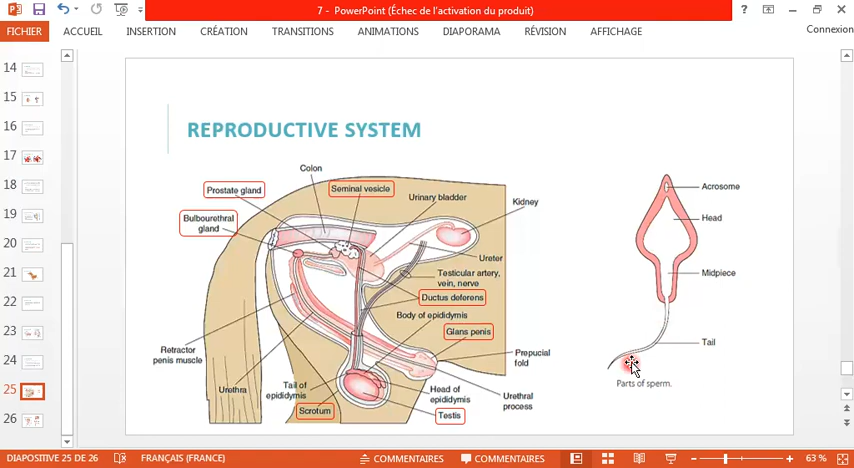 7 - PowerPoint (Échec de l'activation du produit)
?
Connexion
FICHIER ACCUEIL INSERTION CRÉATION TRANSITIONS ANIMATIONS DIAPORAMA RÉVISION AFFICHAGE
14
15
16
17
18
19
20
21
22
23
24
25
26
REPRODUCTIVE SYSTEM
Colon
Prostate gland
Seminal vesicle
Urinary bladder
Kidney
Bulbourethral
gland
Ureter
Testicular artery,
vein, nerve
Ductus deferens
Body of epididymis
Glans penis
Prepucial
fold
Retractor
penis muscle
Urethra
Tail of
epididymis
Head of
epididymis
Urethral
process
Scrotum
Testis
Acrosome
Head
Midpiece
Tail
Parts of sperm.
DIAPOSITIVE 25 DE 26 FRANÇAIS (FRANCE) COMMENTAIRES COMMENTAIRES 63 %